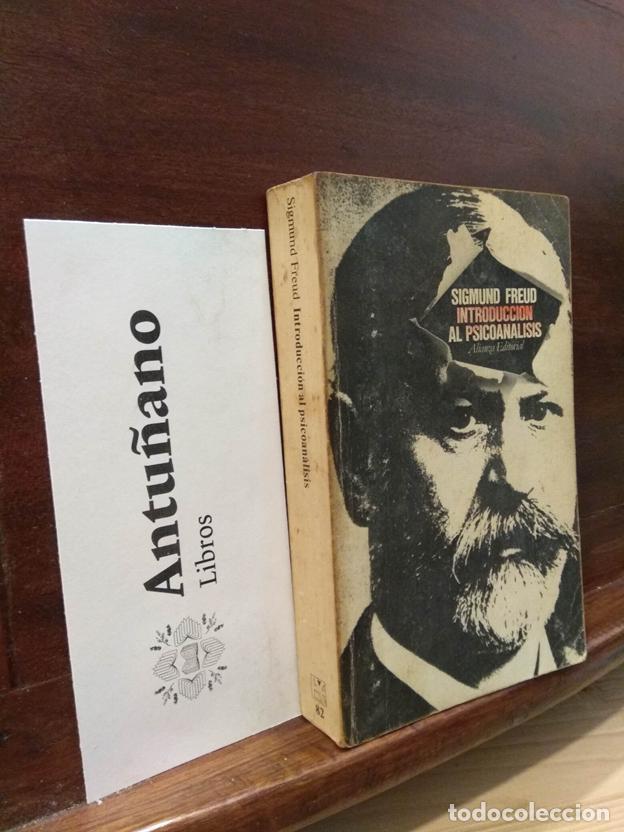 Antuñano
Libros
Sigmund Freud Introducción al psicoanálisis
82
SIGMUND FREUD
INTRODUCCION
AL PSICOANALISIS
Alianza Editorial
todocoleccion